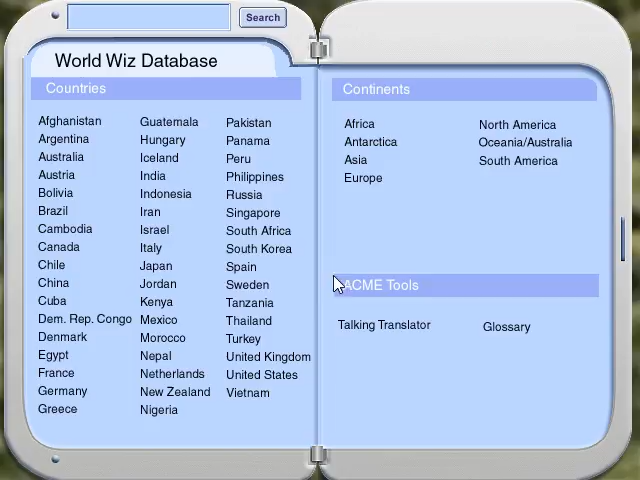 Search
World Wiz Database
Countries
Afghanistan
Argentina
Australia
Austria
Bolivia
Brazil
Cambodia
Canada
Chile
China
Cuba
Dem. Rep. Congo
Denmark
Egypt
France
Germany
Greece
Guatemala
Hungary
Iceland
India
Indonesia
Iran
Israel
Italy
Japan
Jordan
Kenya
Mexico
Morocco
Nepal
Netherlands
New Zealand
Nigeria
Pakistan
Panama
Peru
Philippines
Russia
Singapore
South Africa
South Korea
Spain
Sweden
Tanzania
Thailand
Turkey
United Kingdom
United States
Vietnam
Continents
Africa
Antarctica
Asia
Europe
North America
Oceania/Australia
South America
ACME Tools
Talking Translator
Glossary